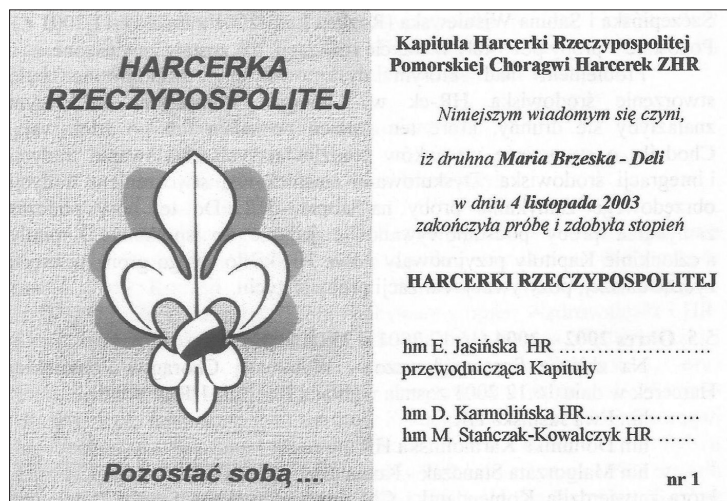 HARCERKA
RZECZYPOSPOLITEJ
Pozostać sobą ....
Kapituła Harcerki Rzeczypospolitej
Pomorskiej Chorągwi Harcerek ZHR
Niniejszym wiadomym się czyni,
iż druhna Maria Brzeska - Deli
w dniu 4 listopada 2003
zakończyła próbę i zdobyła stopień
HARCERKI RZECZYPOSPOLITEJ
hm E. Jasińska HR ........................
przewodnicząca Kapituły
hm D. Karmolińska HR...................
hm M. Stańczak-Kowalczyk HR ......
nr 1